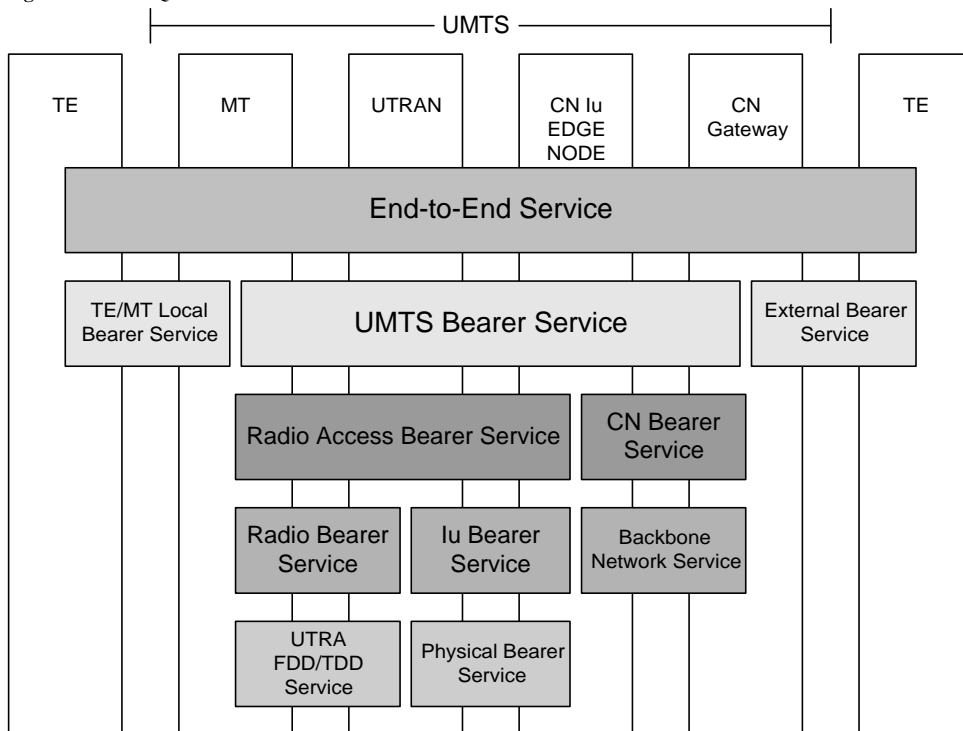 UMTS
TE
MT
UTRAN
CN Iu
EDGE
NODE
CN
Gateway
TE
End-to-End Service
TE/MT Local
Bearer Service
UMTS Bearer Service
External Bearer
Service
Radio Access Bearer Service
CN Bearer
Service
Radio Bearer
Service
Iu Bearer
Service
Backbone
Network Service
UTRA
FDD/TDD
Service
Physical Bearer
Service